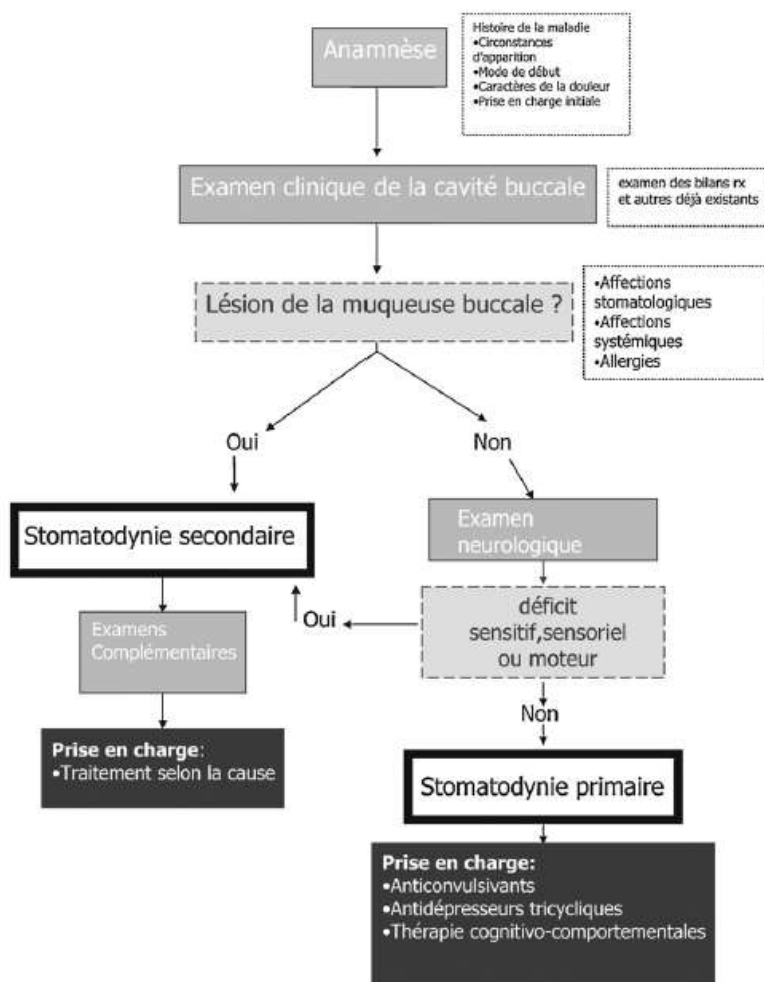 Anamnèse
Histoire de la maladie
•Circonstances
d'apparition
•Mode de début
•Caractères de la douleur
•Prise en charge initiale
Examen clinique de la cavité buccale
examen des bilans rx
et autres déjà existants
Lésion de la muqueuse buccale ?
•Affections
stomatologiques
•Affections
systémiques
•Allergies
Oui
Non
Stomatodynie secondaire
Examen
neurologique
Examens
Complémentaires
Oui
déficit
sensitif,sensoriel
ou moteur
Non
Prise en charge:
•Traitement selon la cause
Stomatodynie primaire
Prise en charge:
•Anticonvulsivants
•Antidépresseurs tricycliques
•Thérapie cognitivo-comportementales